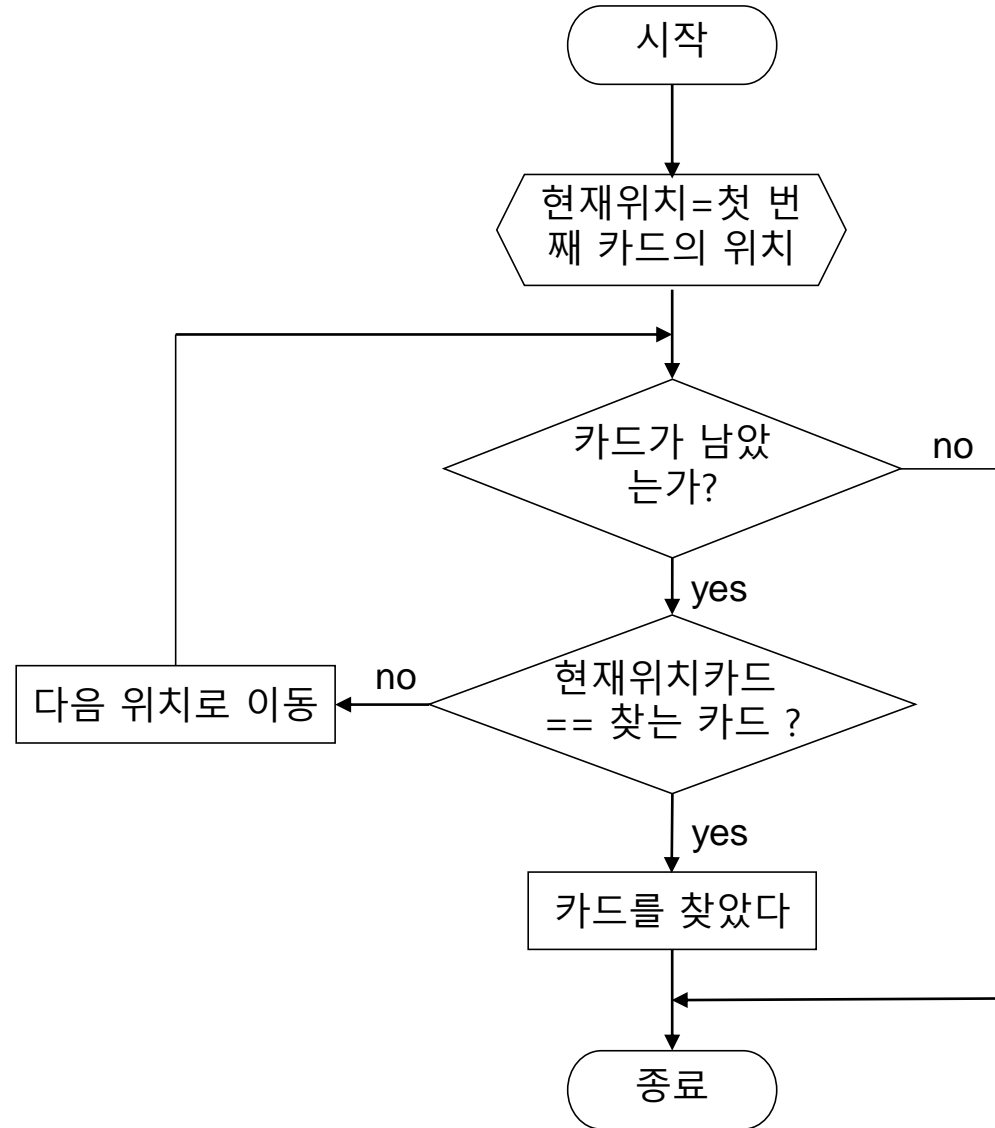 시작
현재위치=첫 번
째 카드의 위치
카드가 남았
는가?
no
yes
현재위치카드
== 찾는 카드 ?
no
다음 위치로 이동
yes
카드를 찾았다
종료